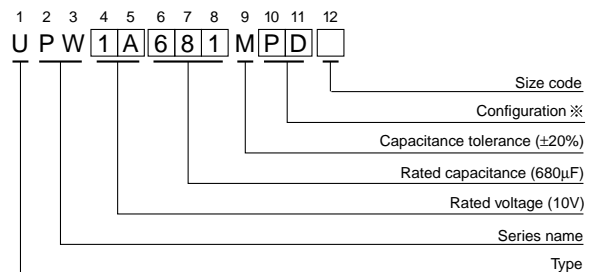 1 2 3 4 5 6 7 8 9 10 11 12
U P W 1 A 6 8 1 M P D
Size code
Configuration ※
Capacitance tolerance (±20%)
Rated capacitance (680µF)
Rated voltage (10V)
Series name
Type